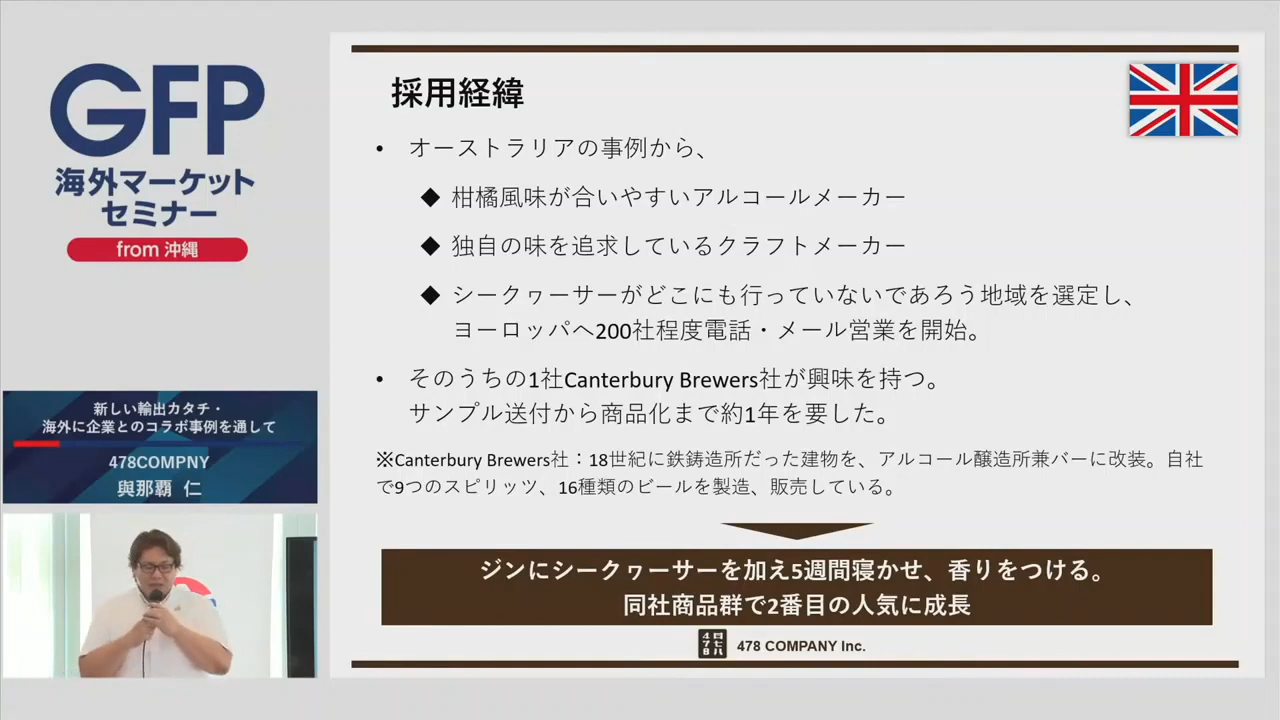 GFP
海外マーケット
セミナー
from 沖縄
新しい輸出カタチ・
海外に企業とのコラボ事例を通して
478COMPNY
與那覇 仁
採用経緯
• オーストラリアの事例から、
◆ 柑橘風味が合いやすいアルコールメーカー
◆ 独自の味を追求しているクラフトメーカー
◆ シークヮーサーがどこにも行っていないであろう地域を選定し、
ヨーロッパへ200社程度電話・メール営業を開始。
• そのうちの1社Canterbury Brewers社が興味を持つ。
サンプル送付から商品化まで約1年を要した。
※Canterbury Brewers社：18世紀に鉄鋳造所だった建物を、アルコール醸造所兼バーに改装。自社
で9つのスピリッツ、16種類のビールを製造、販売している。
ジンにシークヮーサーを加え5週間寝かせ、香りをつける。
同社商品群で2番目の人気に成長
478 四七八
478 COMPANY Inc.